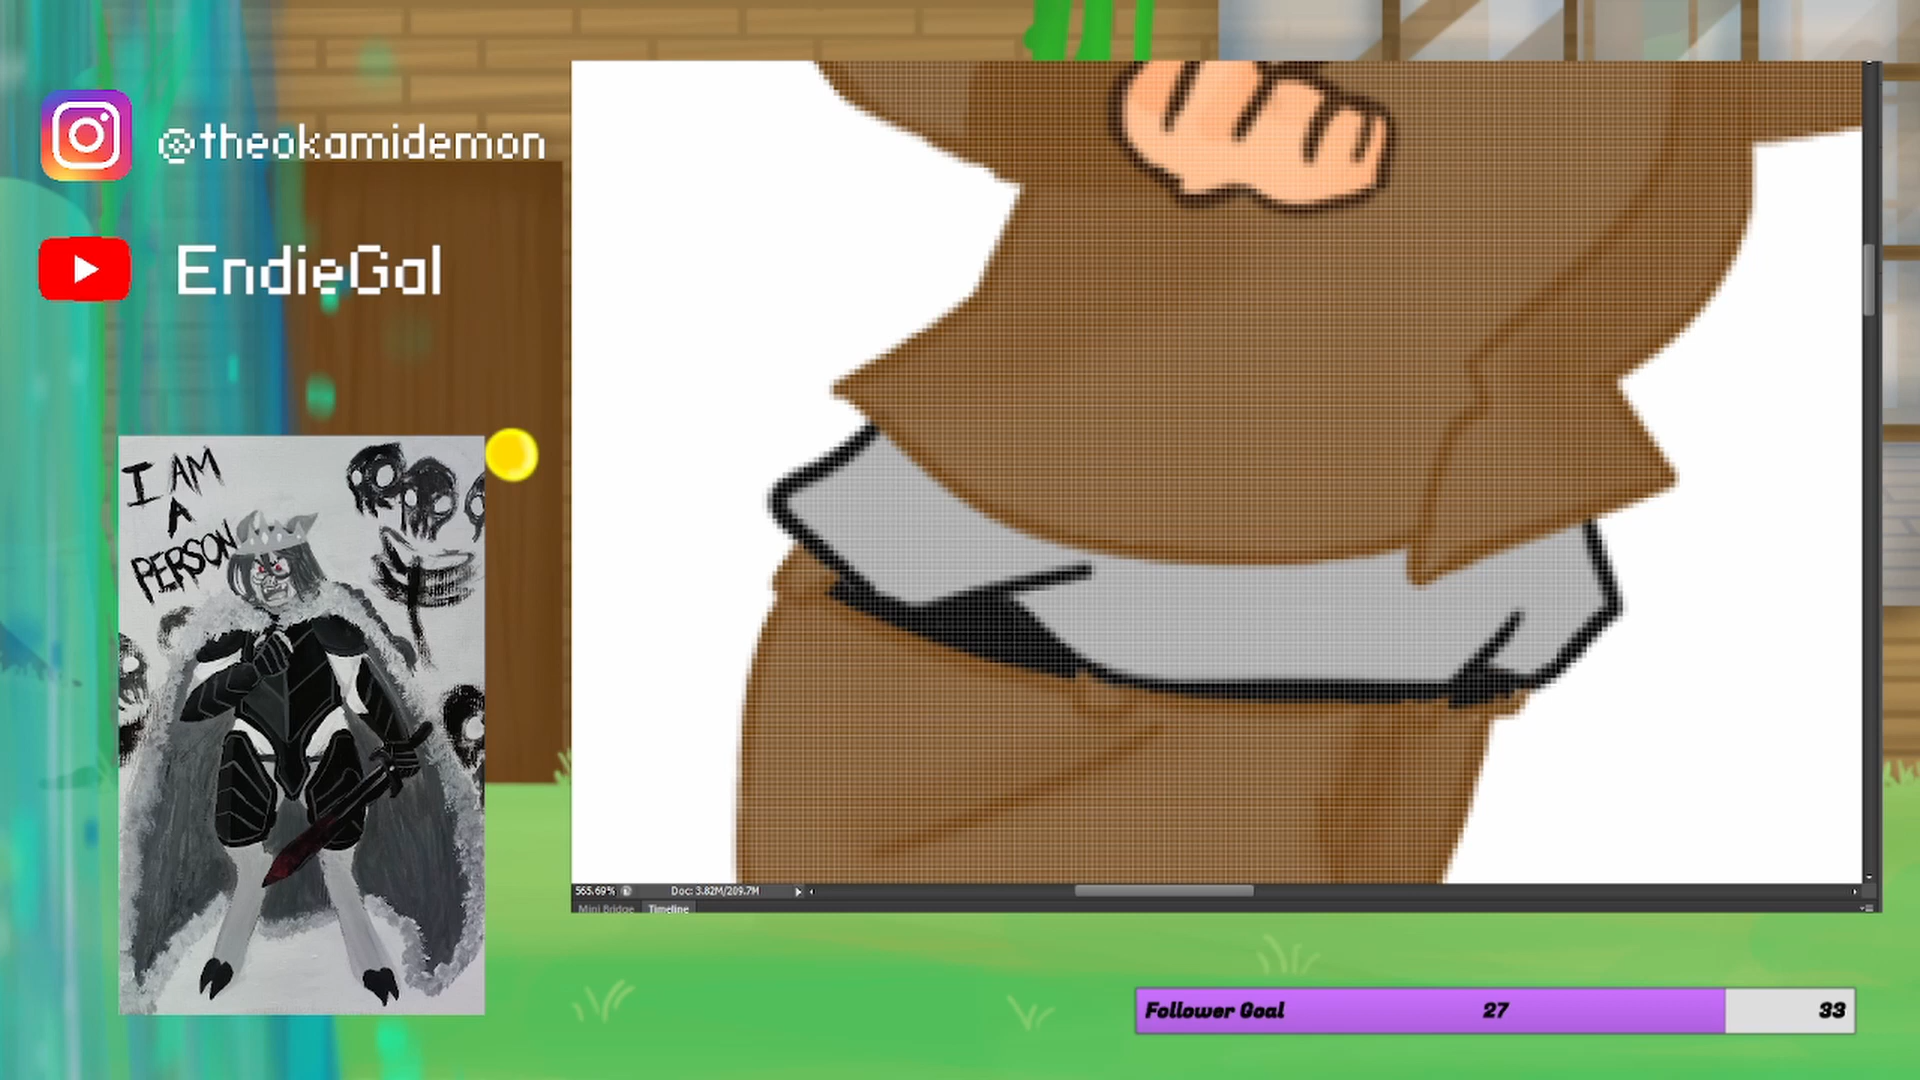 @theokamidemon
EndieGal
I AM
A
PERSON
565.69%
Doc: 3.82M/209.7M
Mini Bridge
Timeline
Follower Goal 27 33